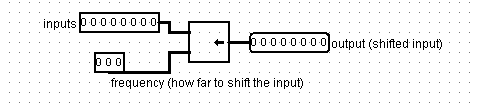 inputs 0 0 0 0 0 0 0 0
0 0 0 0 0 0 0 0 output (shifted input)
0 0 0
frequency (how far to shift the input)